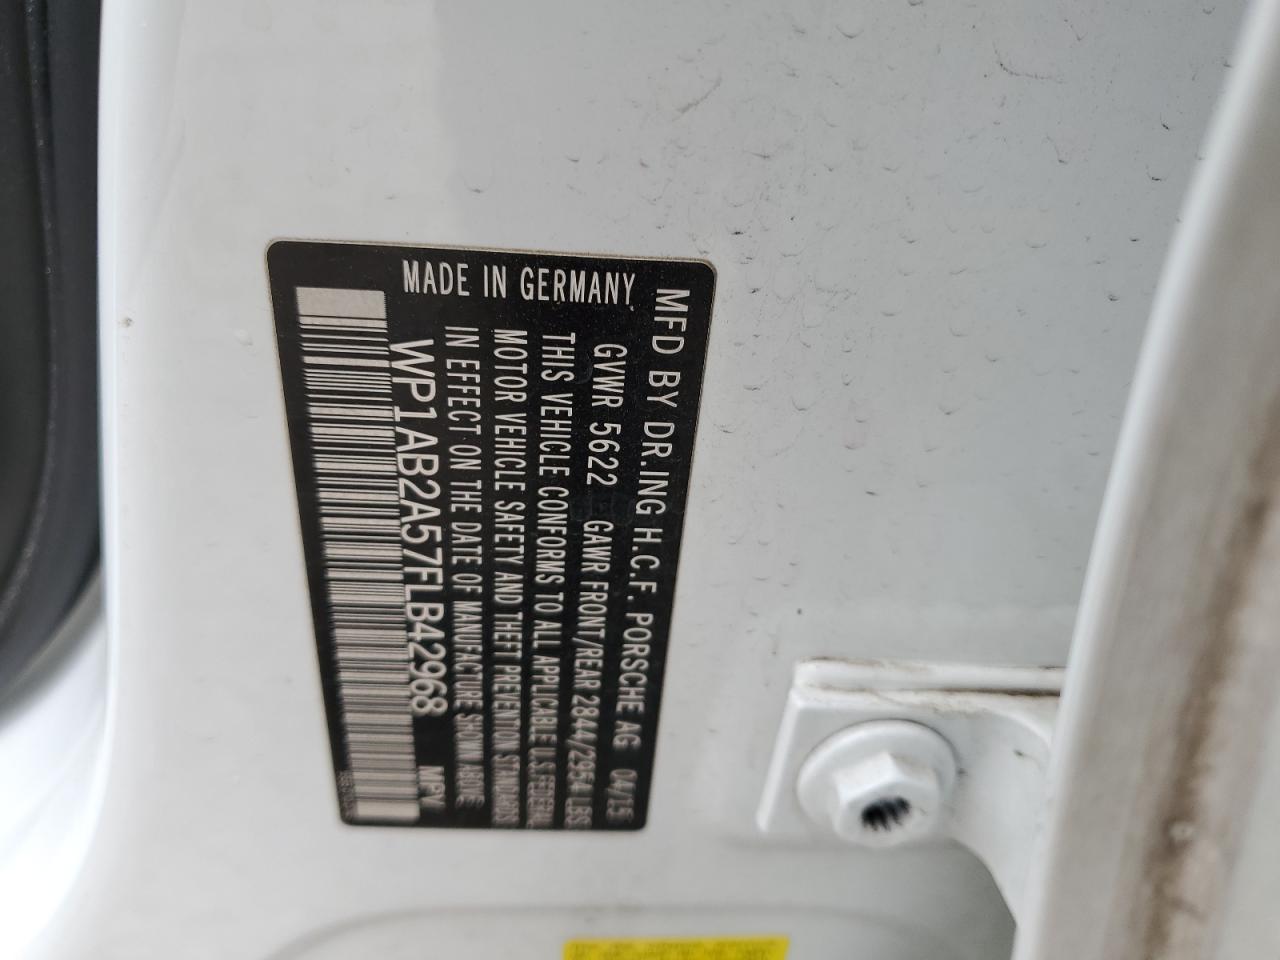 MFD BY DR.ING H.C.F. PORSCHE AG 04/15
GVWR 5622 GAWR FRONT/REAR 2844/2954 LBS
THIS VEHICLE CONFORMS TO ALL APPLICABLE U.S. FEDERAL
MOTOR VEHICLE SAFETY AND THEFT PREVENTION STANDARDS
IN EFFECT ON THE DATE OF MANUFACTURE SHOWN ABOVE
WP1AB2A57FLB42968 MPV
MADE IN GERMANY